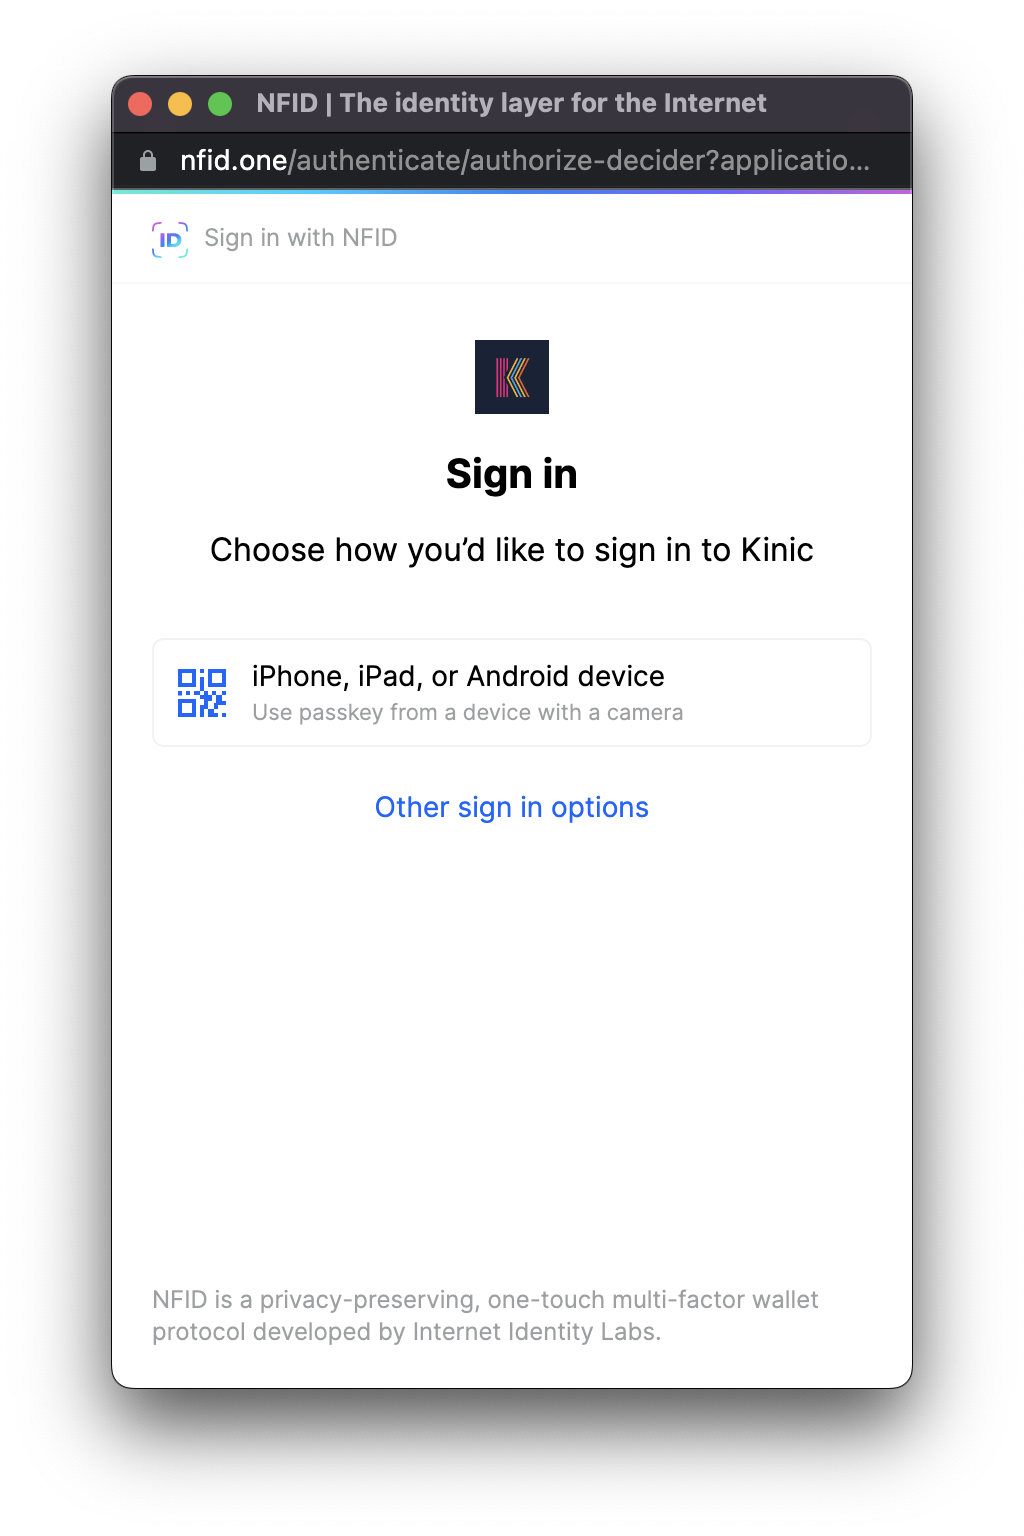 NFID | The identity layer for the Internet
nfid.one/authenticate/authorize-decider?applicatio...
ID Sign in with NFID
K
Sign in
Choose how you’d like to sign in to Kinic
iPhone, iPad, or Android device
Use passkey from a device with a camera
Other sign in options
NFID is a privacy-preserving, one-touch multi-factor wallet
protocol developed by Internet Identity Labs.